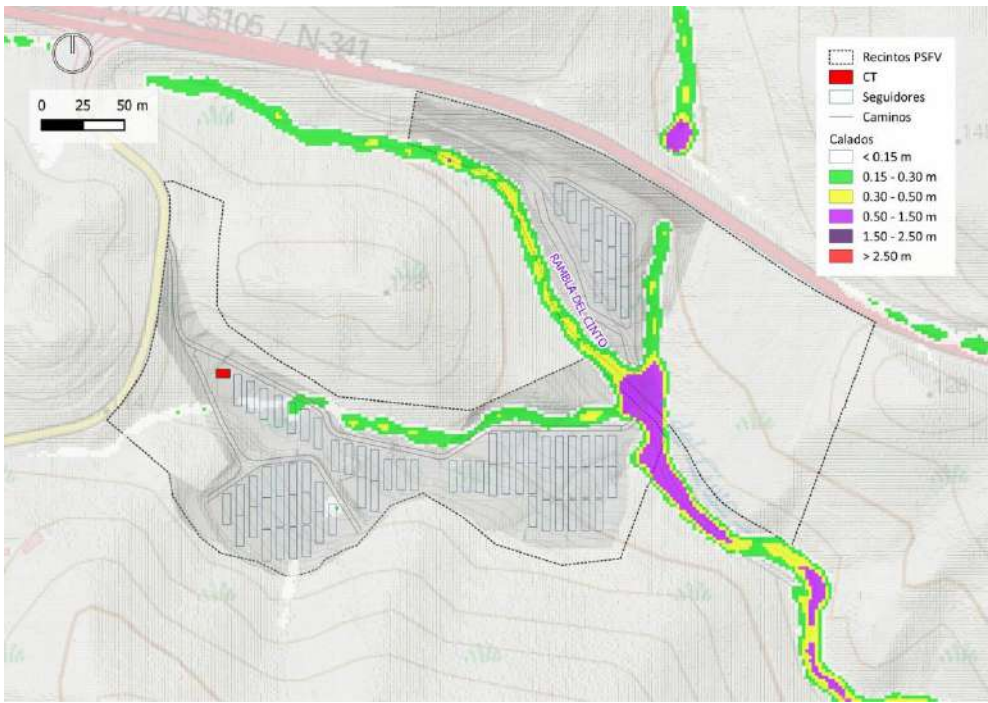 AL-5105 / N-341
0 25 50 m
Recintos PSFV
CT
Seguidores
Caminos
Calados
< 0.15 m
0.15 - 0.30 m
0.30 - 0.50 m
0.50 - 1.50 m
1.50 - 2.50 m
> 2.50 m
RAMBLA DEL CINTO
128